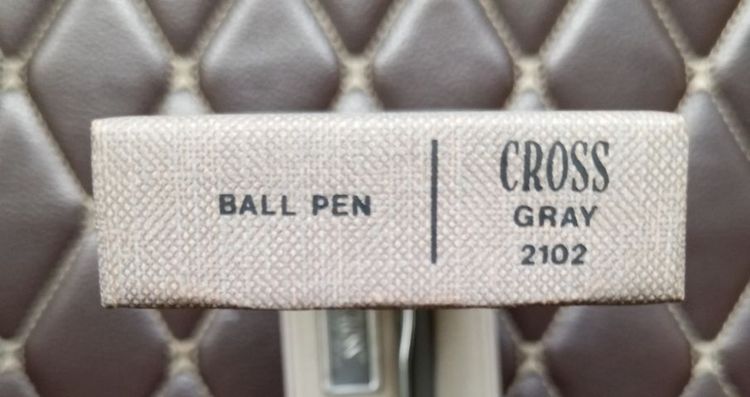 BALL PEN
CROSS
GRAY
2102